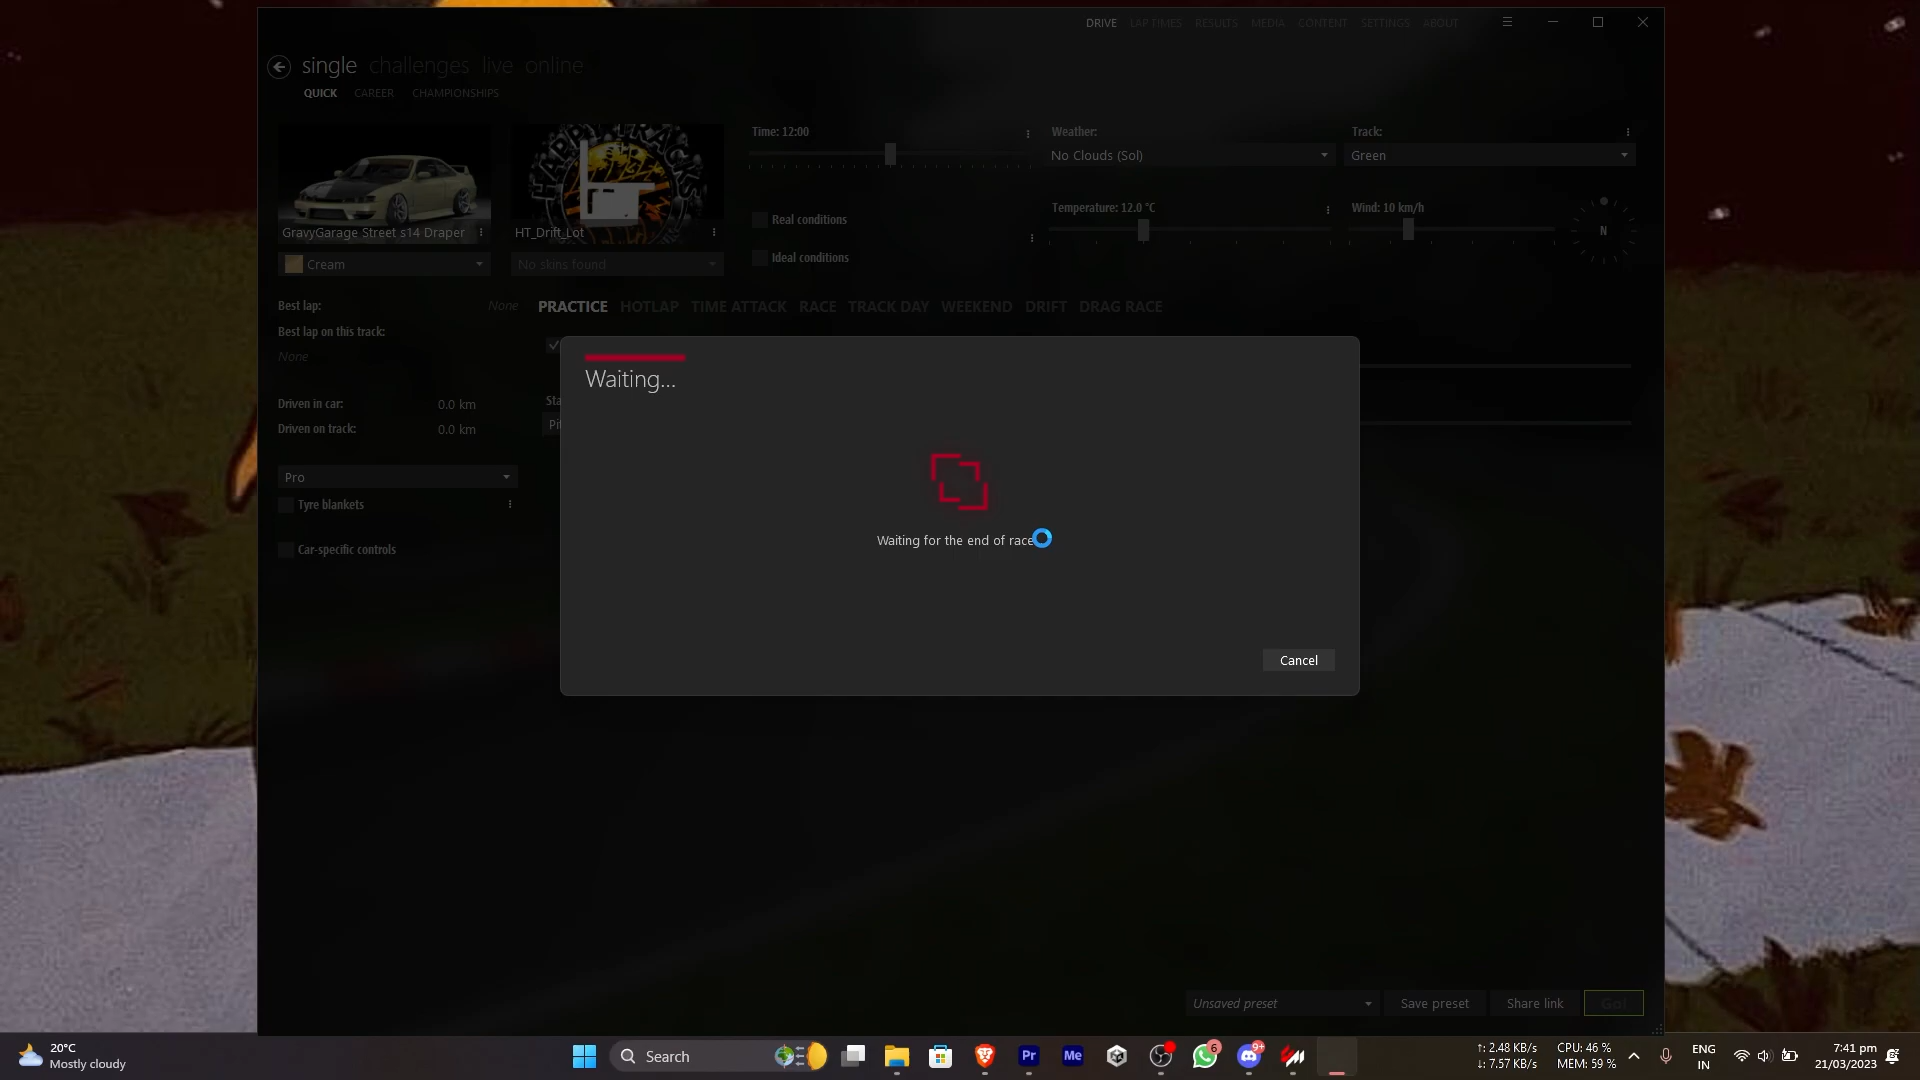 DRIVE LAP TIMES RESULTS MEDIA CONTENT SETTINGS ABOUT
single challenges live online
QUICK CAREER CHAMPIONSHIPS
Time: 12:00
Weather:
Track:
No Clouds (Sol)
Green
Temperature: 12.0 °C
Wind: 10 km/h
N
Real conditions
Ideal conditions
GravyGarage Street s14 Draper
HT_Drift_Lot
Cream
No skins found
Best lap: None
PRACTICE HOTLAP TIME ATTACK RACE TRACK DAY WEEKEND DRIFT DRAG RACE
Best lap on this track:
None
Driven in car: 0.0 km
Driven on track: 0.0 km
Sta
Pit
Pro
Tyre blankets
Car-specific controls
Waiting...
Waiting for the end of race
Cancel
Unsaved preset
Save preset
Share link
Go!
20°C
Mostly cloudy
Search
Pr
Me
6
9+
↑: 2.48 KB/s
↓: 7.57 KB/s
CPU: 46 %
MEM: 59 %
ENG
IN
7:41 pm
21/03/2023